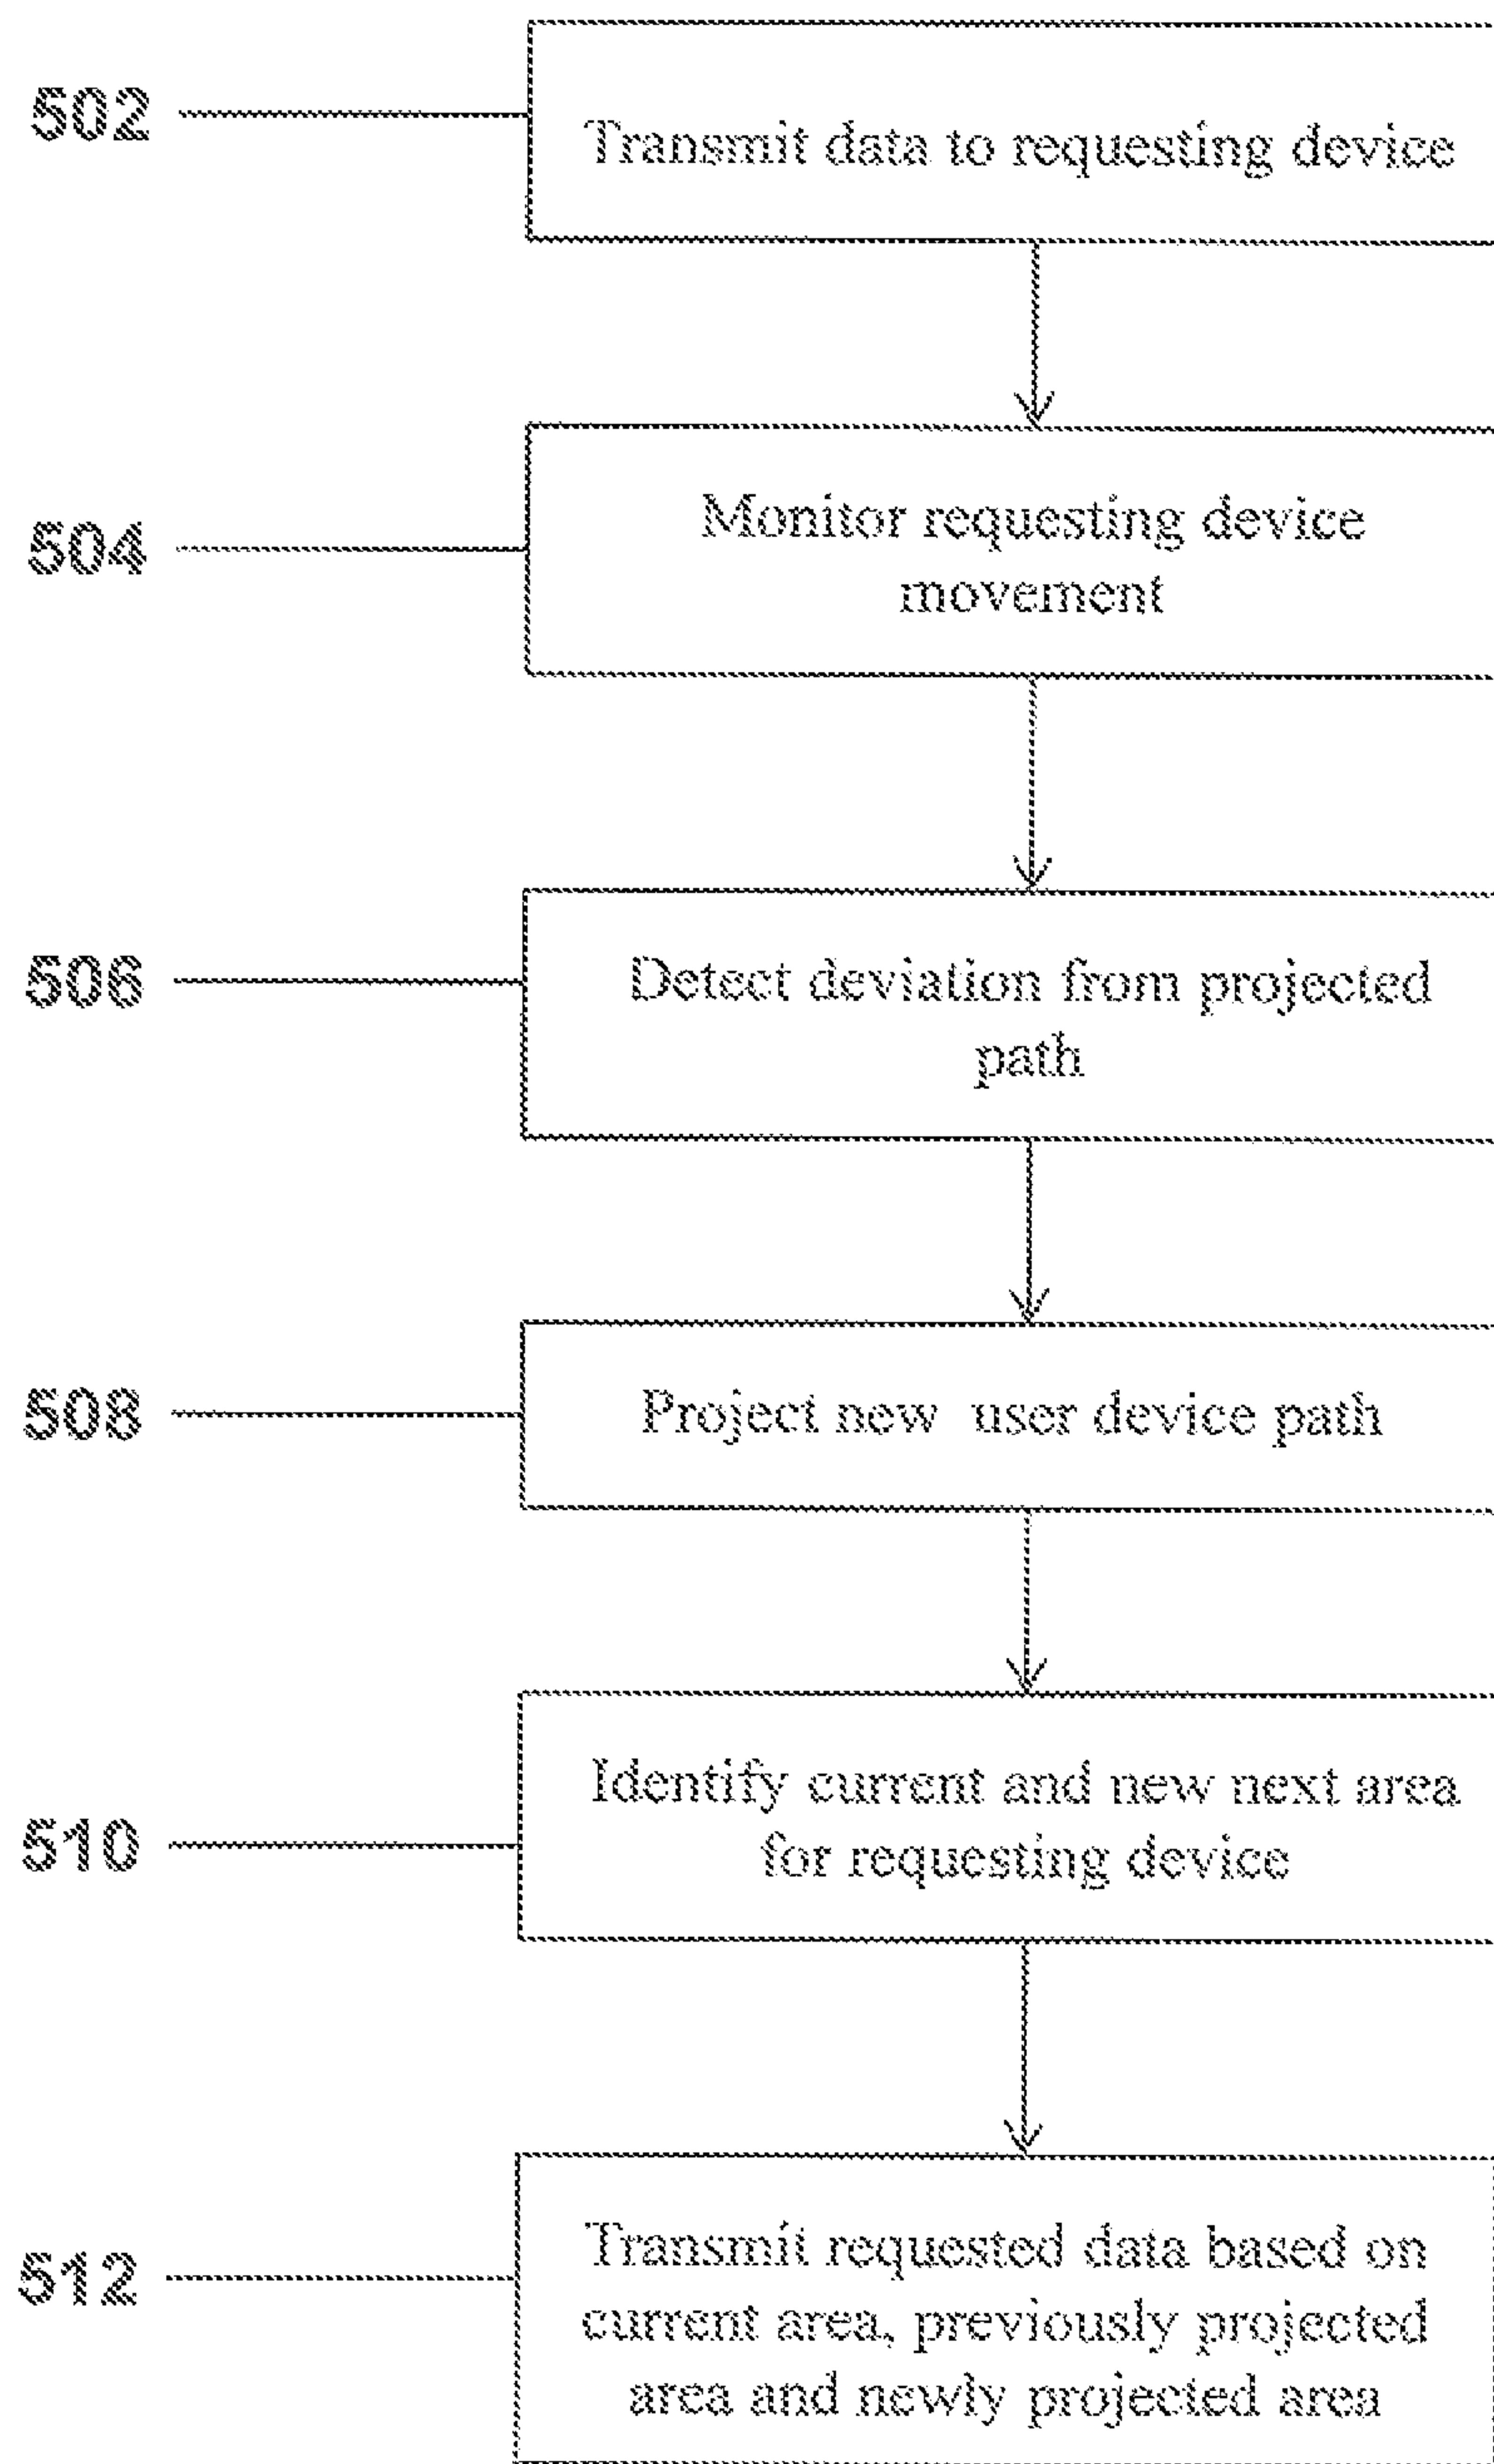 502
Transmit data to requesting device
504
Monitor requesting device
movement
506
Detect deviation from projected
path
508
Project new user device path
510
Identify current and new next area
for requesting device
512
Transmit requested data based on
current area, previously projected
area and newly projected area